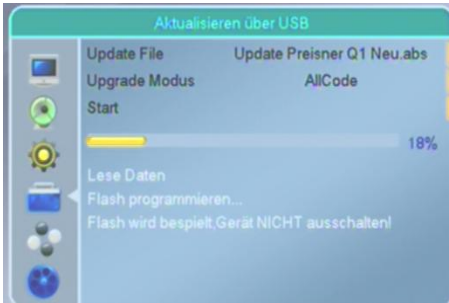 Aktualisieren über USB
Update File Update Preisner Q1 Neu.abs
Upgrade Modus AllCode
Start
18%
Lese Daten
Flash programmieren...
Flash wird bespielt,Gerät NICHT ausschalten!